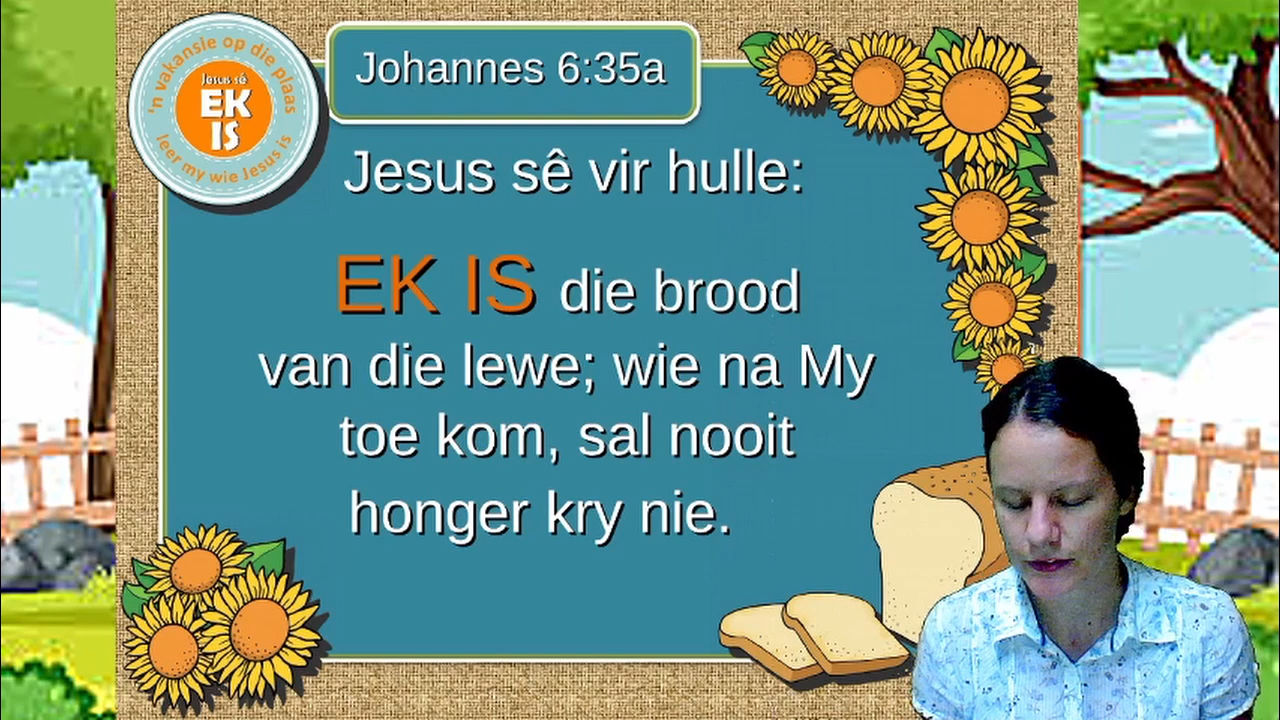 'n vakansie op die plaas
Jesus sê
EK
IS
leer my wie Jesus is
Johannes 6:35a
Jesus sê vir hulle:
EK IS die brood
van die lewe; wie na My
toe kom, sal nooit
honger kry nie.